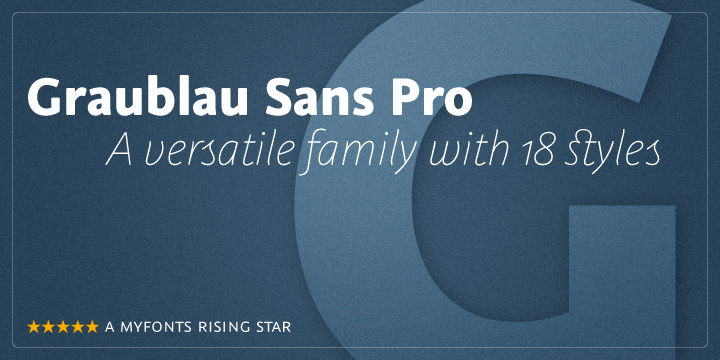 Graublau Sans Pro
A versatile family with 18 styles
★★★★★ A MYFONTS RISING STAR
G